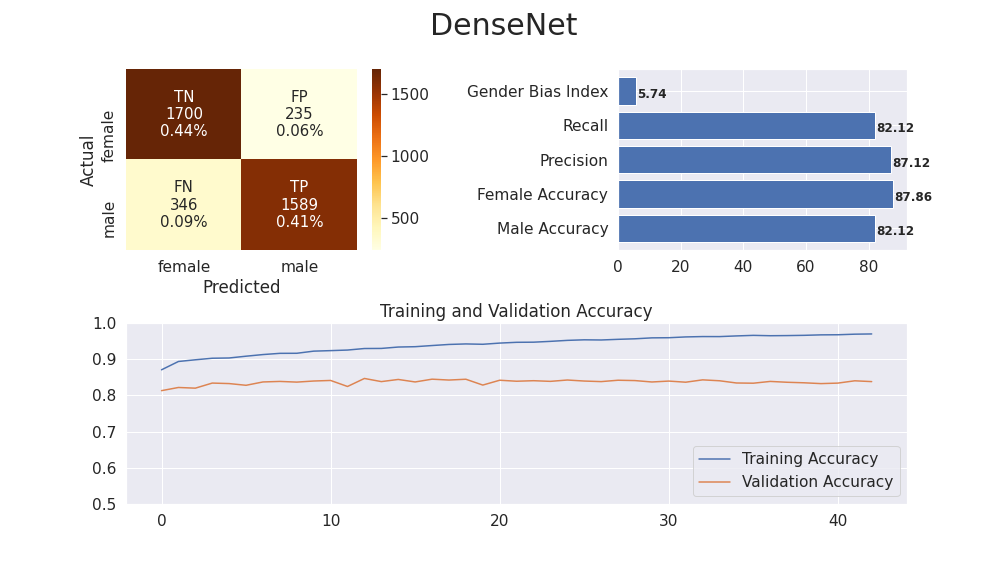 DenseNet
TN
1700
0.44%
FP
235
0.06%
FN
346
0.09%
TP
1589
0.41%
Actual
female
male
female
male
Predicted
1500
1000
500
Gender Bias Index
5.74
Recall
82.12
Precision
87.12
Female Accuracy
87.86
Male Accuracy
82.12
0
20
40
60
80
Training and Validation Accuracy
1.0
0.9
0.8
0.7
0.6
0.5
Training Accuracy
Validation Accuracy
0
10
20
30
40